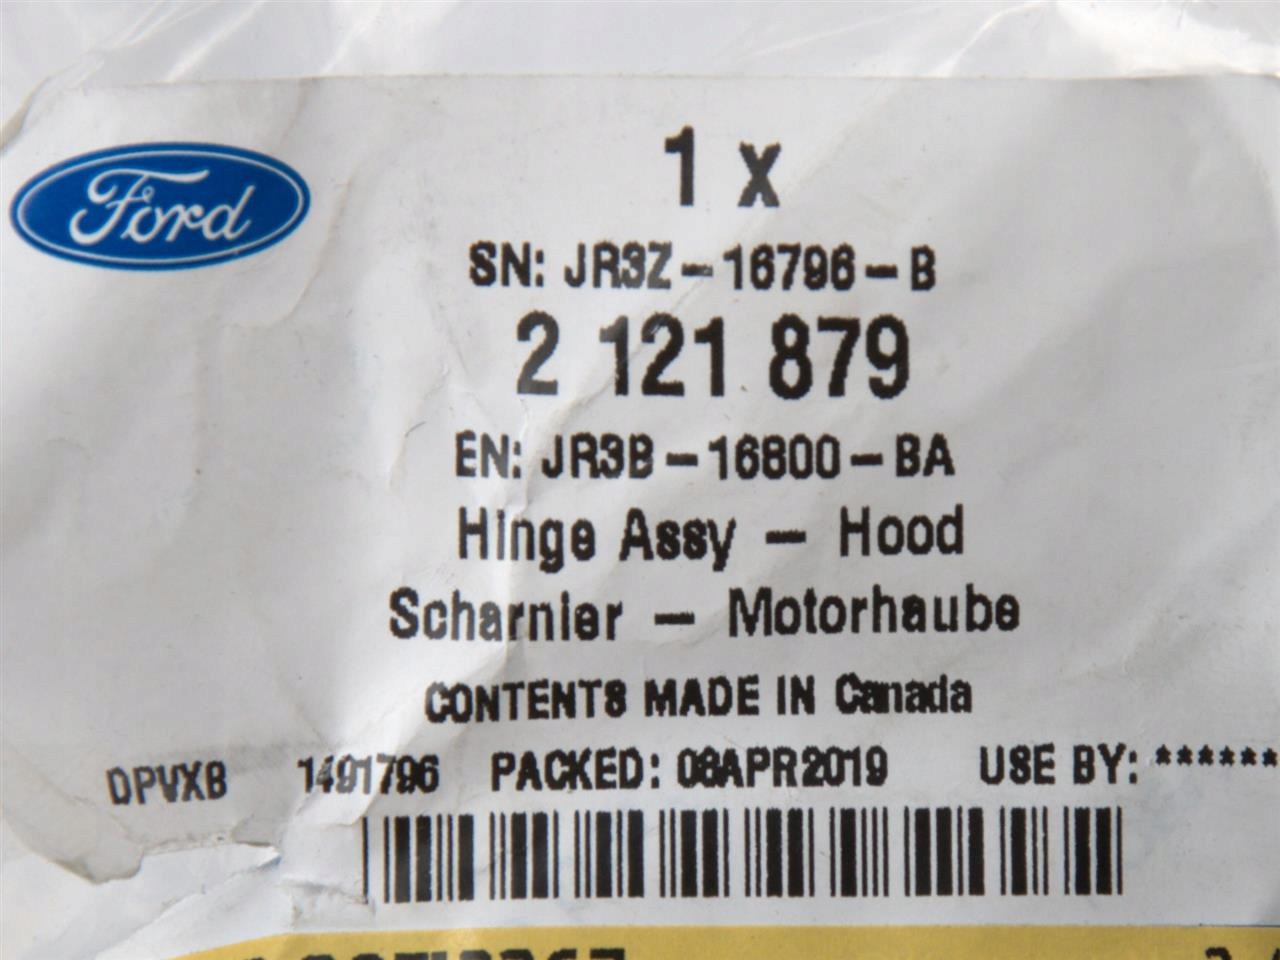 Ford
1 x
SN: JR3Z-16796-B
2 121 879
EN: JR3B-16800-BA
Hinge Assy - Hood
Scharnier - Motorhaube
CONTENTS MADE IN Canada
DPVXB 1491796 PACKED: 08APR2019 USE BY: ******